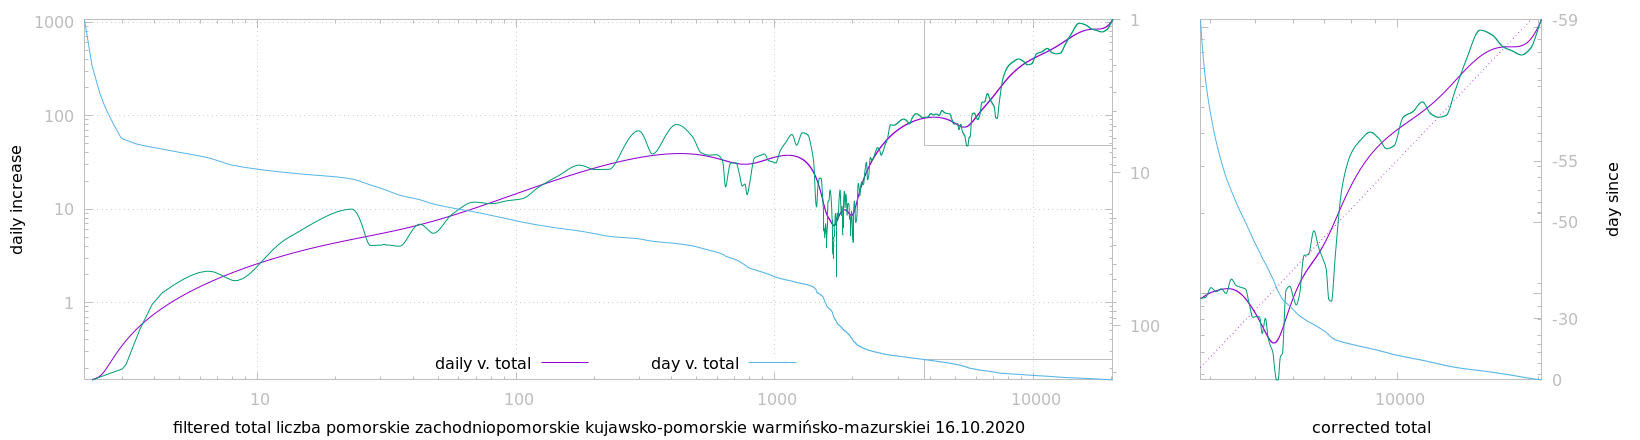 1000
100
10
1
daily increase
1
10
100
daily v. total
day v. total
10
100
1000
10000
filtered total liczba pomorskie zachodniopomorskie kujawsko-pomorskie warmińsko-mazurskiei 16.10.2020
-59
-55
-50
-30
0
day since
10000
corrected total